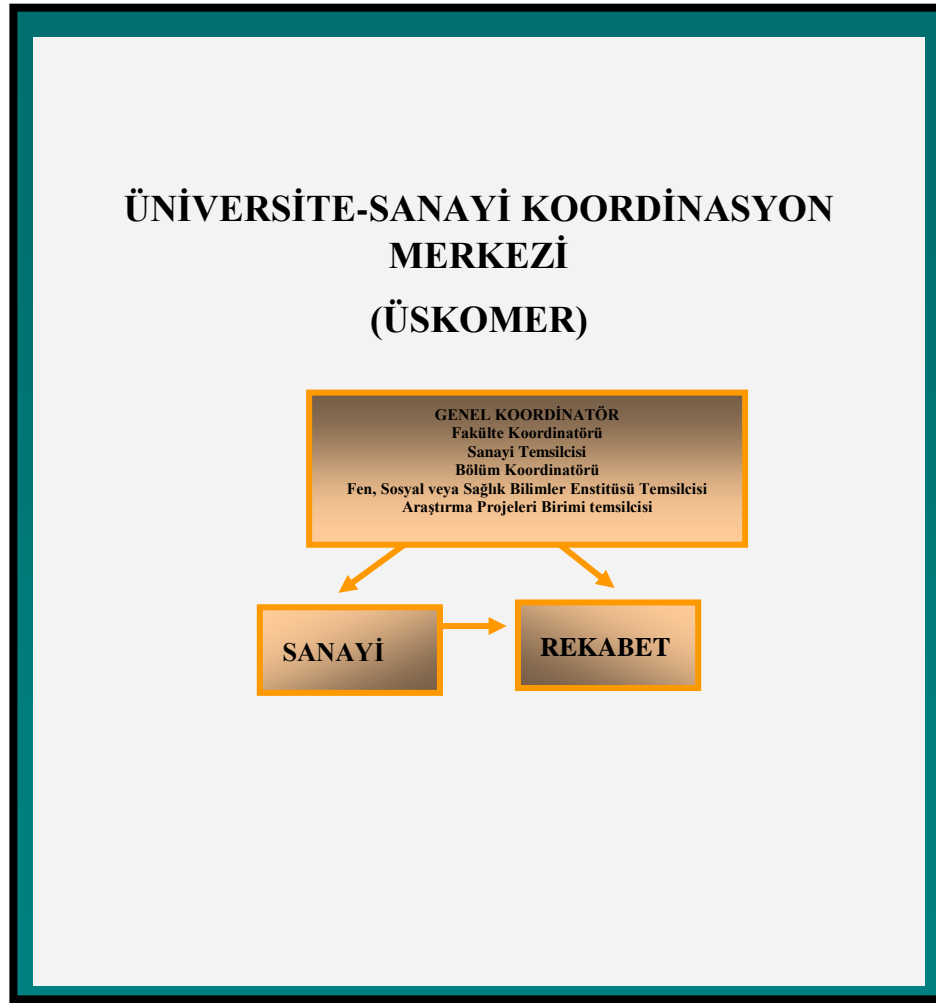 ÜNİVERSİTE-SANAYİ KOORDİNASYON
MERKEZİ
(ÜSKOMER)
GENEL KOORDİNATÖR
Fakülte Koordinatörü
Sanayi Temsilcisi
Bölüm Koordinatörü
Fen, Sosyal veya Sağlık Bilimler Enstitüsü Temsilcisi
Araştırma Projeleri Birimi temsilcisi
SANAYİ
REKABET